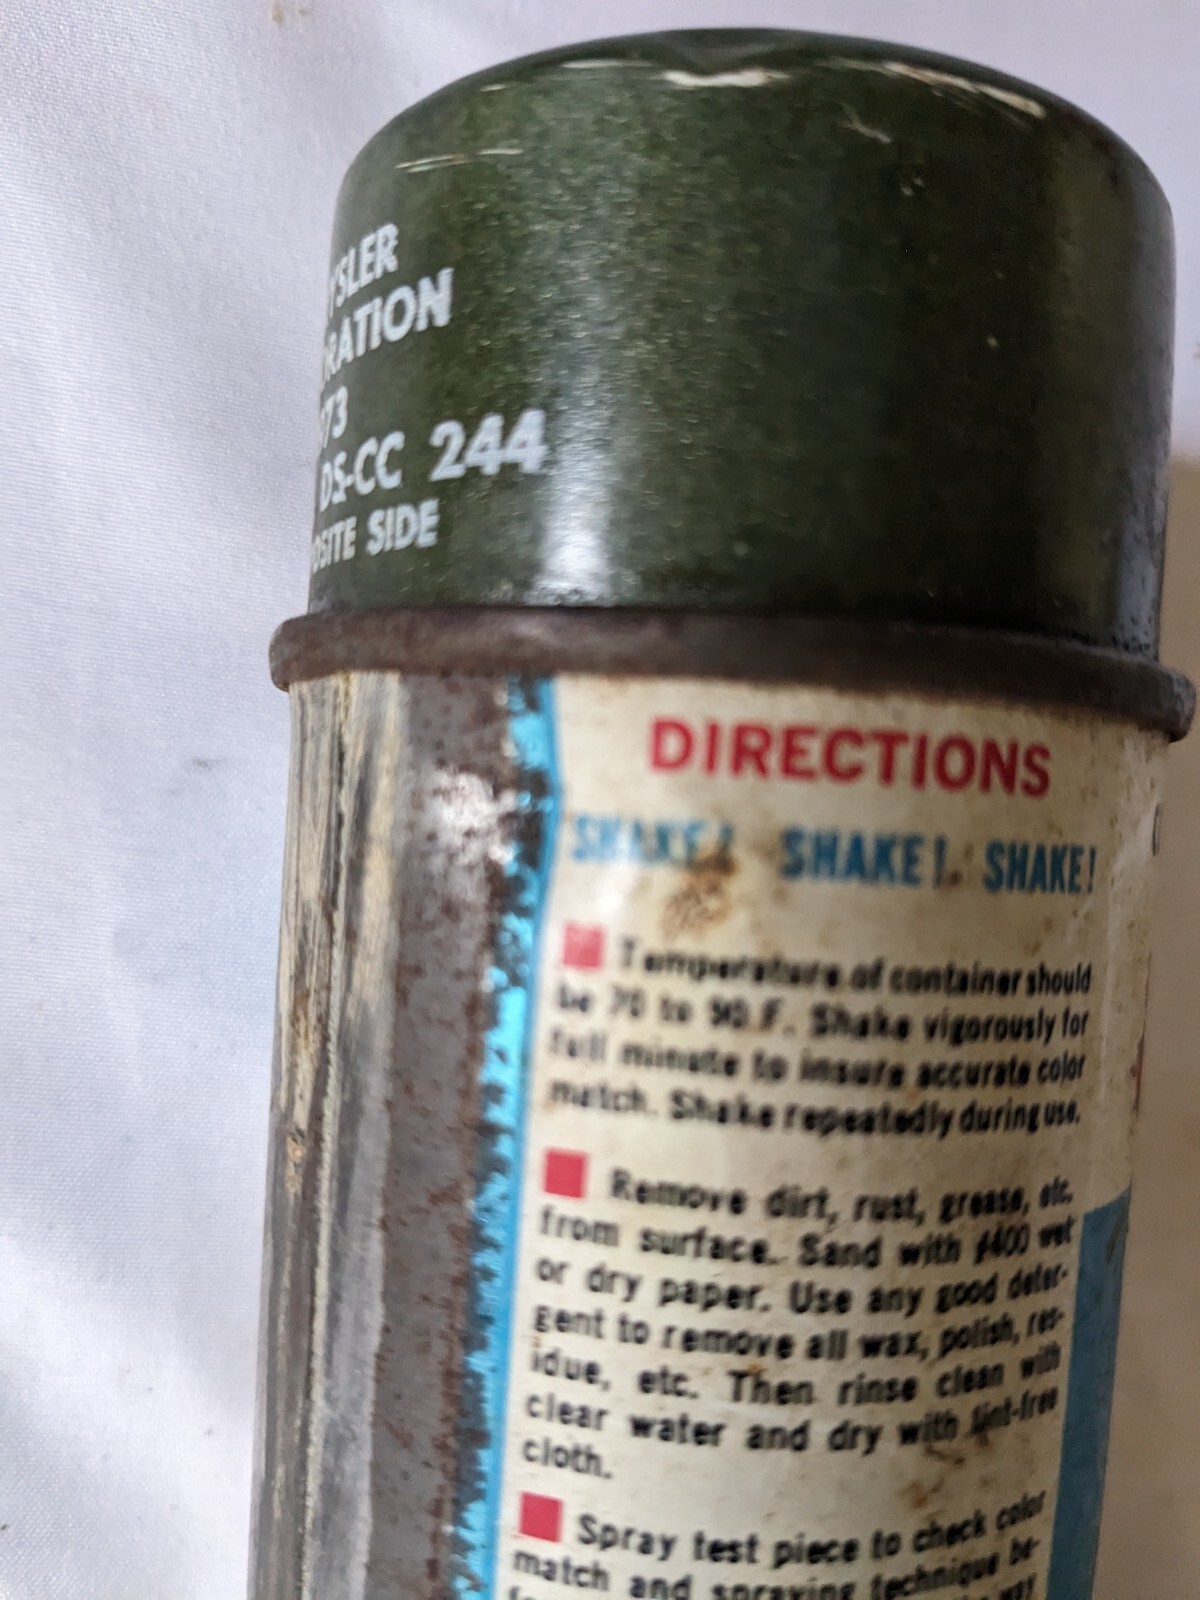 YSLER
ORATION
73
DS-CC 244
OSITE SIDE
DIRECTIONS
SHAKE! SHAKE! SHAKE!
Temperature of container should
be 70 to 90 F. Shake vigorously for
full minute to insure accurate color
match. Shake repeatedly during use.
Remove dirt, rust, grease, etc.
from surface. Sand with #400 wet
or dry paper. Use any good deter-
gent to remove all wax, polish, res-
idue, etc. Then rinse clean with
clear water and dry with lint-free
cloth.
Spray test piece to check color
match and spraying technique be-